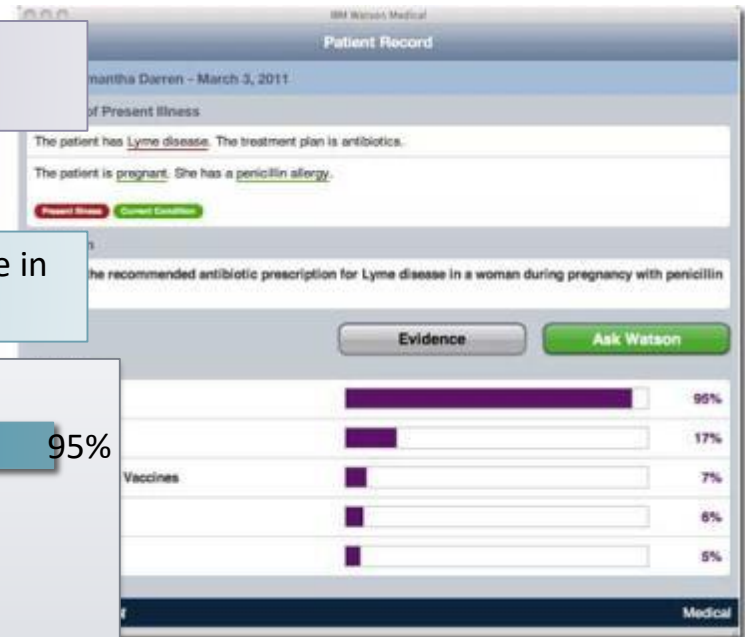 IBM Watson Medical
Patient Record
mantha Darren - March 3, 2011
of Present Illness
The patient has Lyme disease. The treatment plan is antibiotics.
The patient is pregnant. She has a penicillin allergy.
Present Illness Current Condition
n
e in
he recommended antibiotic prescription for Lyme disease in a woman during pregnancy with penicillin
Evidence Ask Watson
95%
17%
95%
Vaccines 7%
6%
5%
Medical